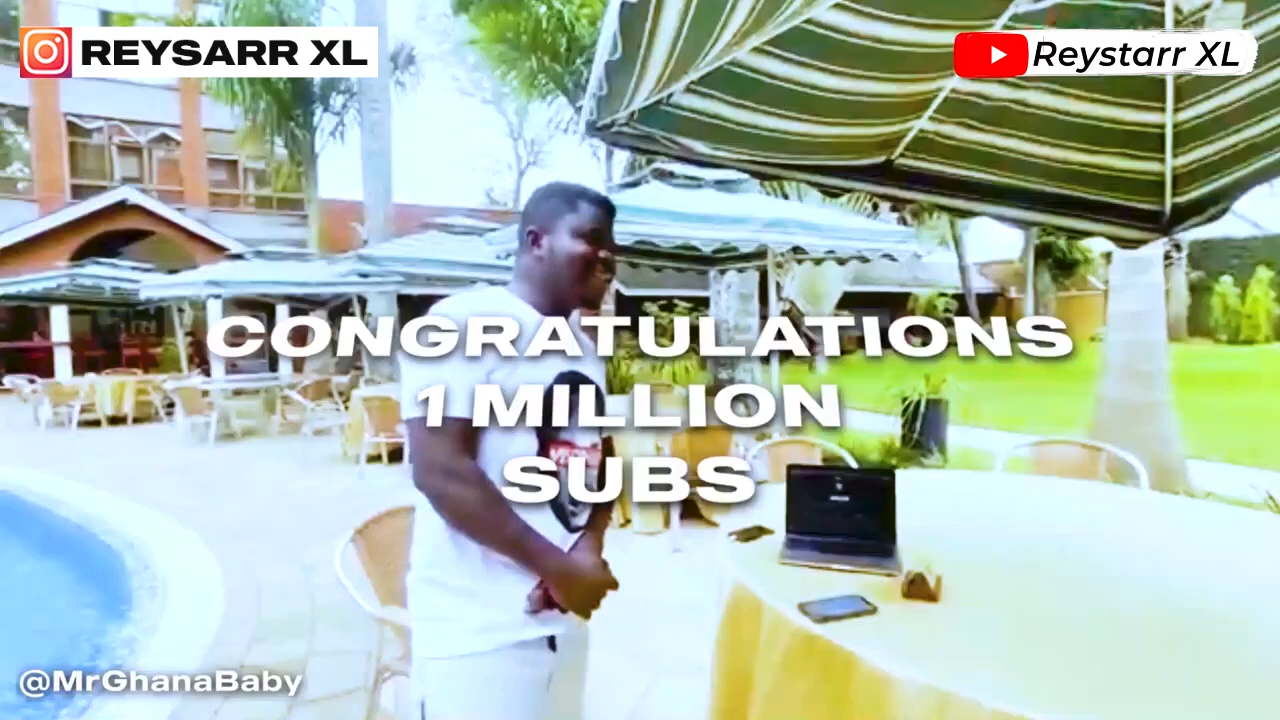 REYSARR XL
Reystarr XL
CONGRATULATIONS
1 MILLION
SUBS
@MrGhanaBaby